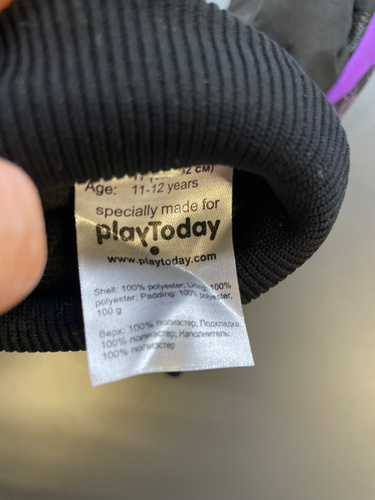 см)
Age: 11-12 years
specially made for
playToday
www.playtoday.com
Shell: 100% polyester; Lining: 100%
polyester; Padding: 100% polyester,
100 g
Верх: 100% полиэстер; Подкладка:
100% полиэстер; Наполнитель:
100% полиэстер